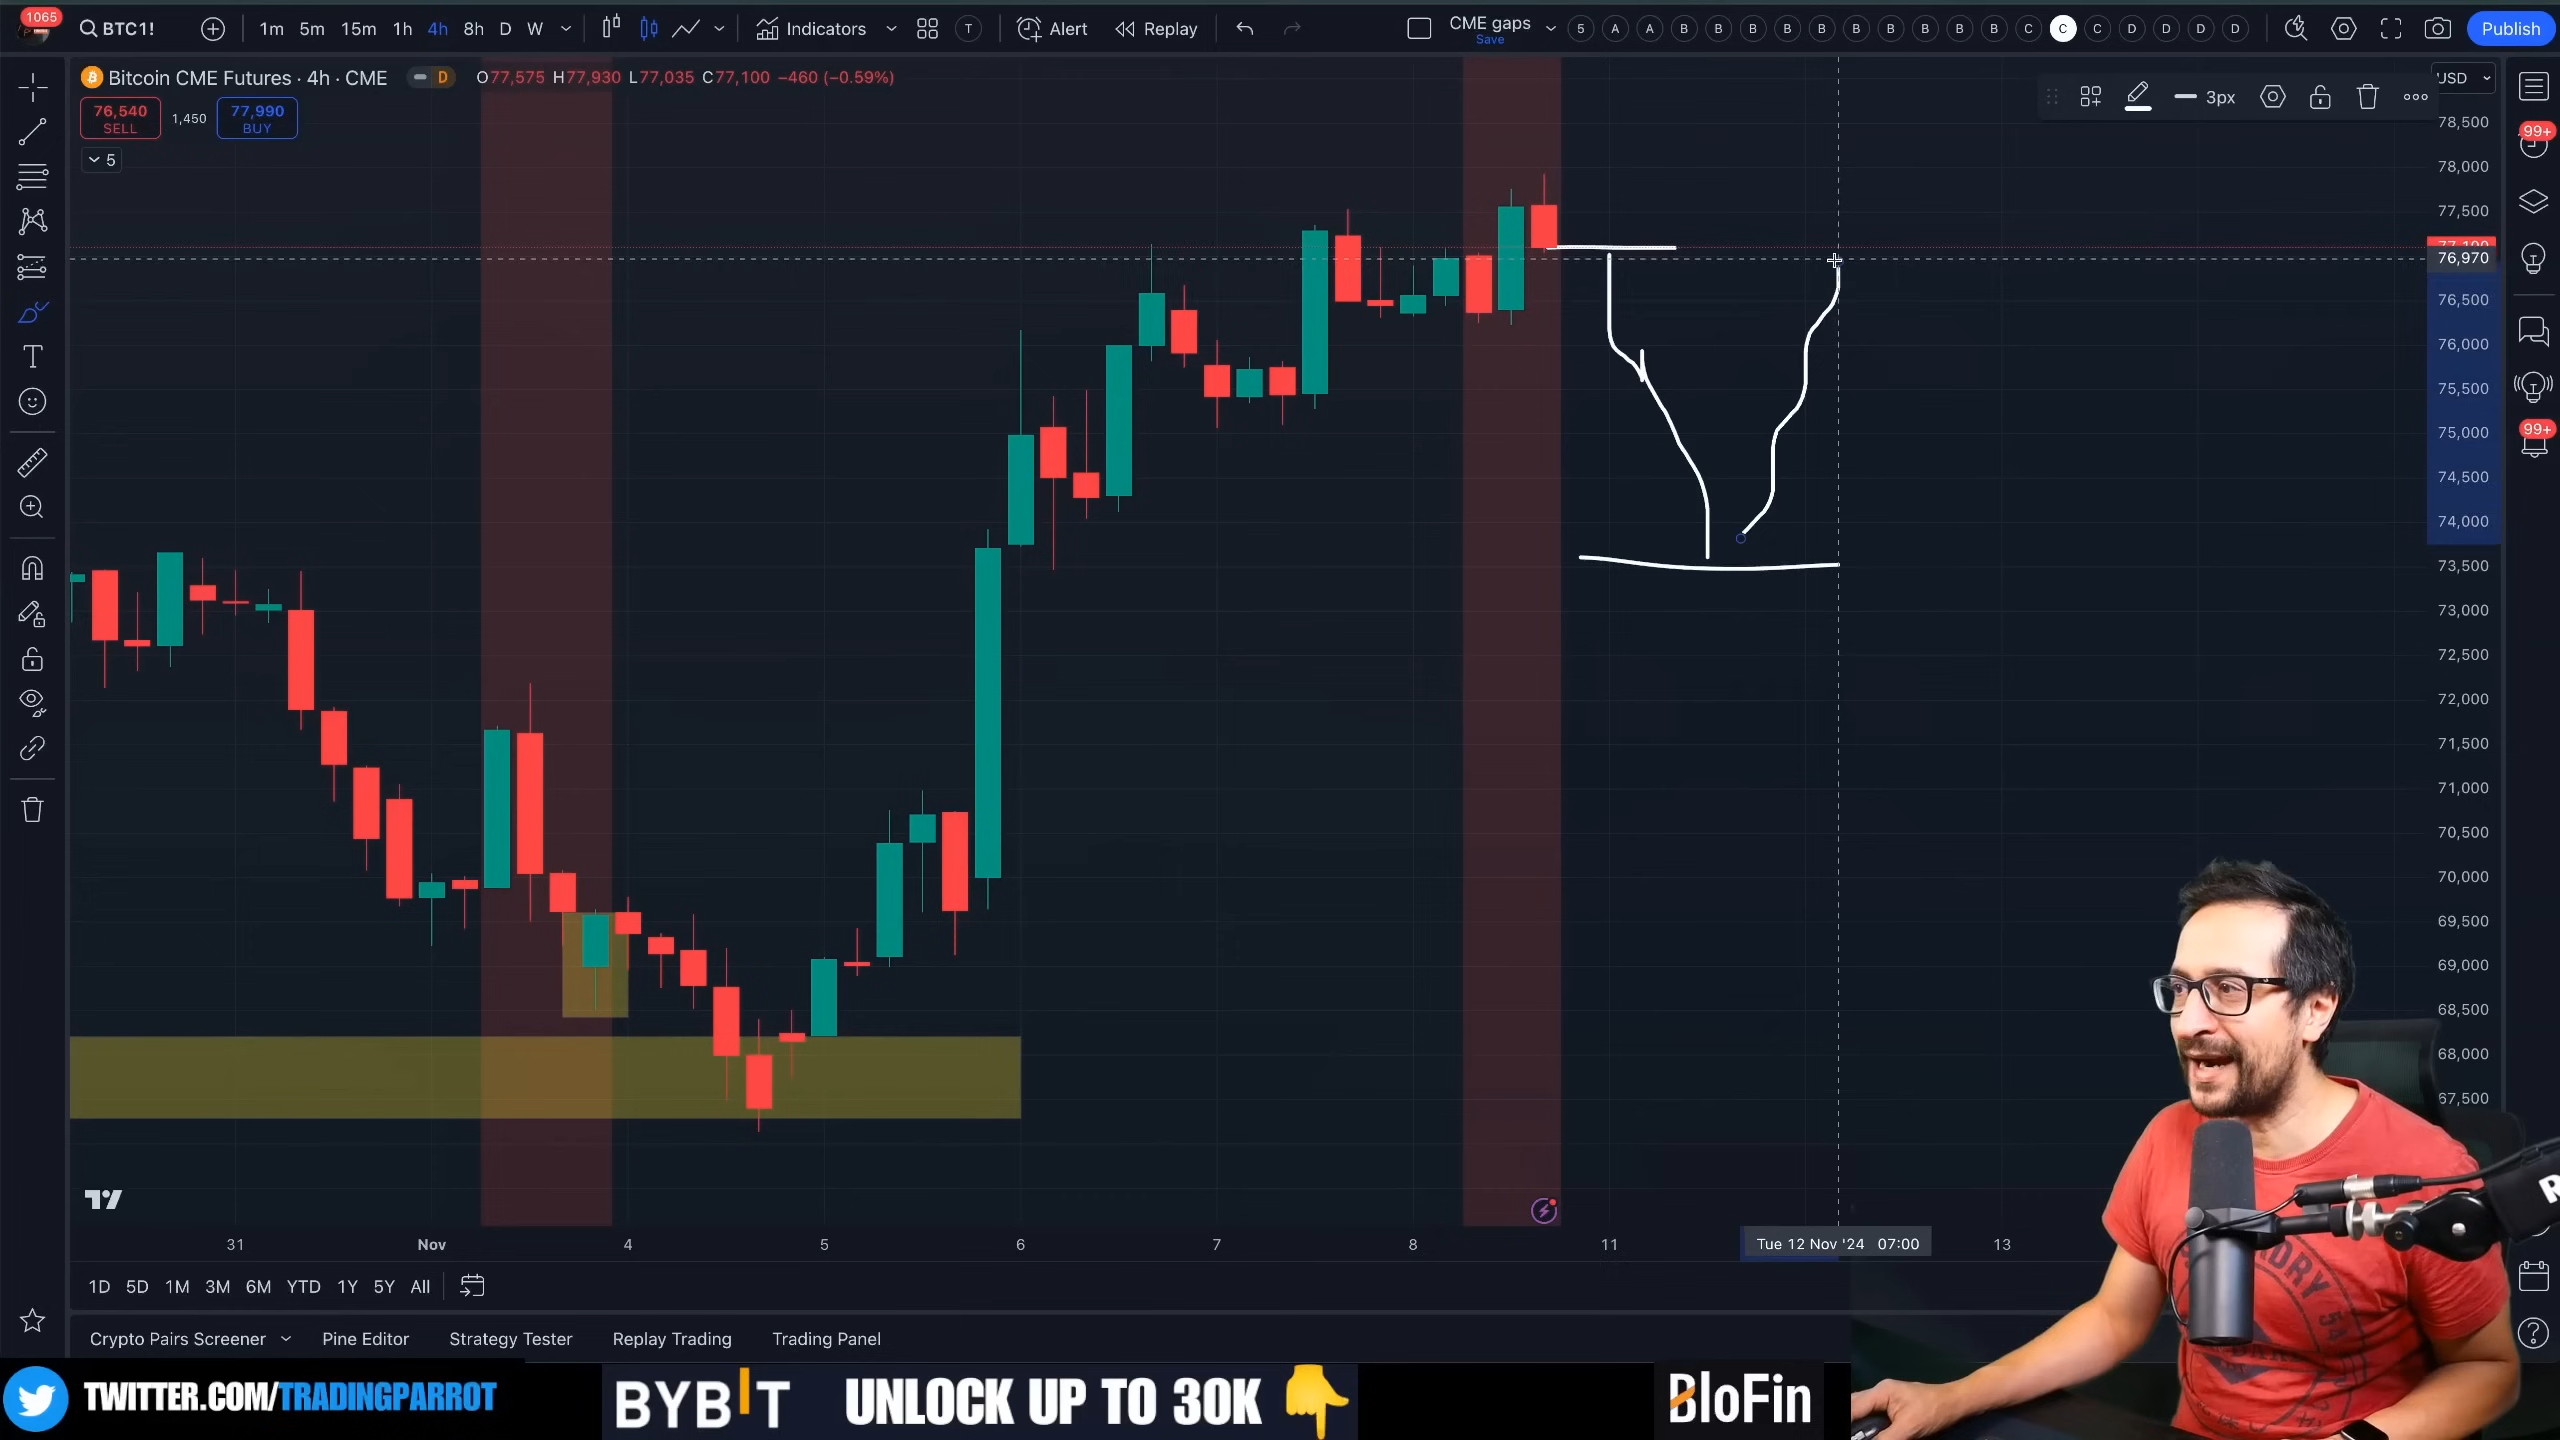 1065
BTC1!
1m 5m 15m 1h 4h 8h D W
Indicators
T
Alert
Replay
CME gaps
Save
5 A A B B B B B B B B B B C C C D D D D
Publish
Bitcoin CME Futures · 4h · CME
D
O77,575 H77,930 L77,035 C77,100 −460 (−0.59%)
76,540
SELL
1,450
77,990
BUY
5
USD
3px
78,500
78,000
77,500
77,100
76,970
76,500
76,000
75,500
75,000
74,500
74,000
73,500
73,000
72,500
72,000
71,500
71,000
70,500
70,000
69,500
69,000
68,500
68,000
67,500
99+
99+
31 Nov 4 5 6 7 8 11 Tue 12 Nov '24 07:00 13
1D 5D 1M 3M 6M YTD 1Y 5Y All
Crypto Pairs Screener Pine Editor Strategy Tester Replay Trading Trading Panel
TWITTER.COM/TRADINGPARROT
BYBIT
UNLOCK UP TO 30K
BloFin